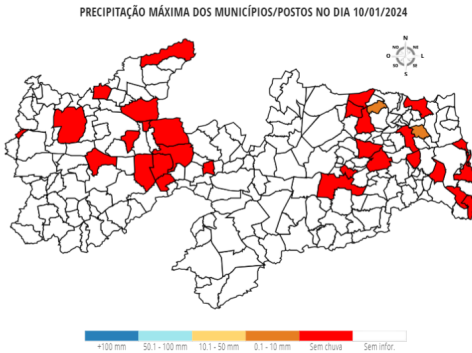 PRECIPITAÇÃO MÁXIMA DOS MUNICÍPIOS/POSTOS NO DIA 10/01/2024
N
O
L
S
+100 mm
50.1 - 100 mm
10.1 - 50 mm
0.1 - 10 mm
Sem chuva
Sem infor.